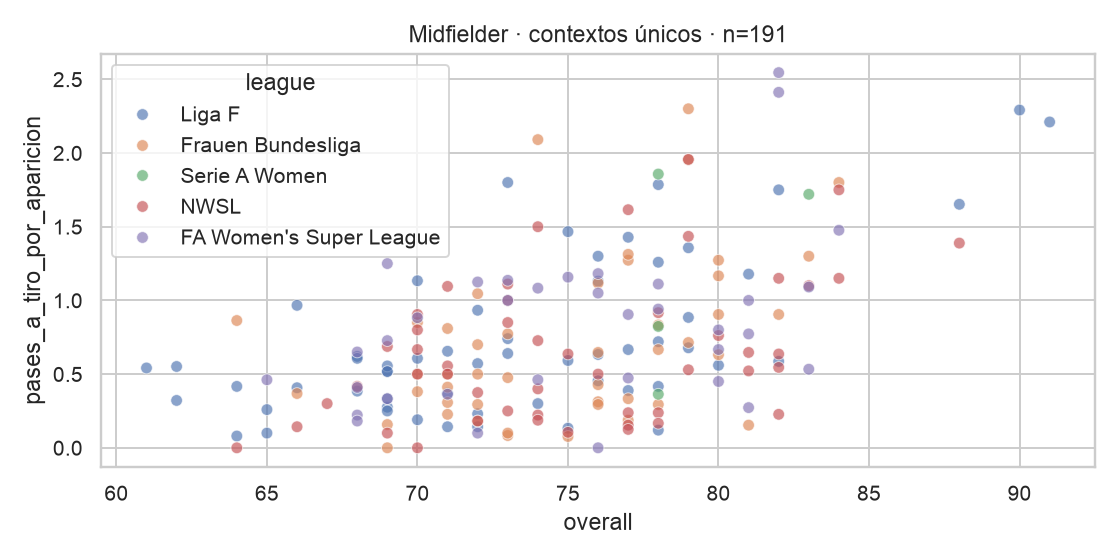 Midfielder · contextos únicos · n=191
league
Liga F
Frauen Bundesliga
Serie A Women
NWSL
FA Women's Super League
pases_a_tiro_por_aparicion
2.5
2.0
1.5
1.0
0.5
0.0
60 65 70 75 80 85 90
overall